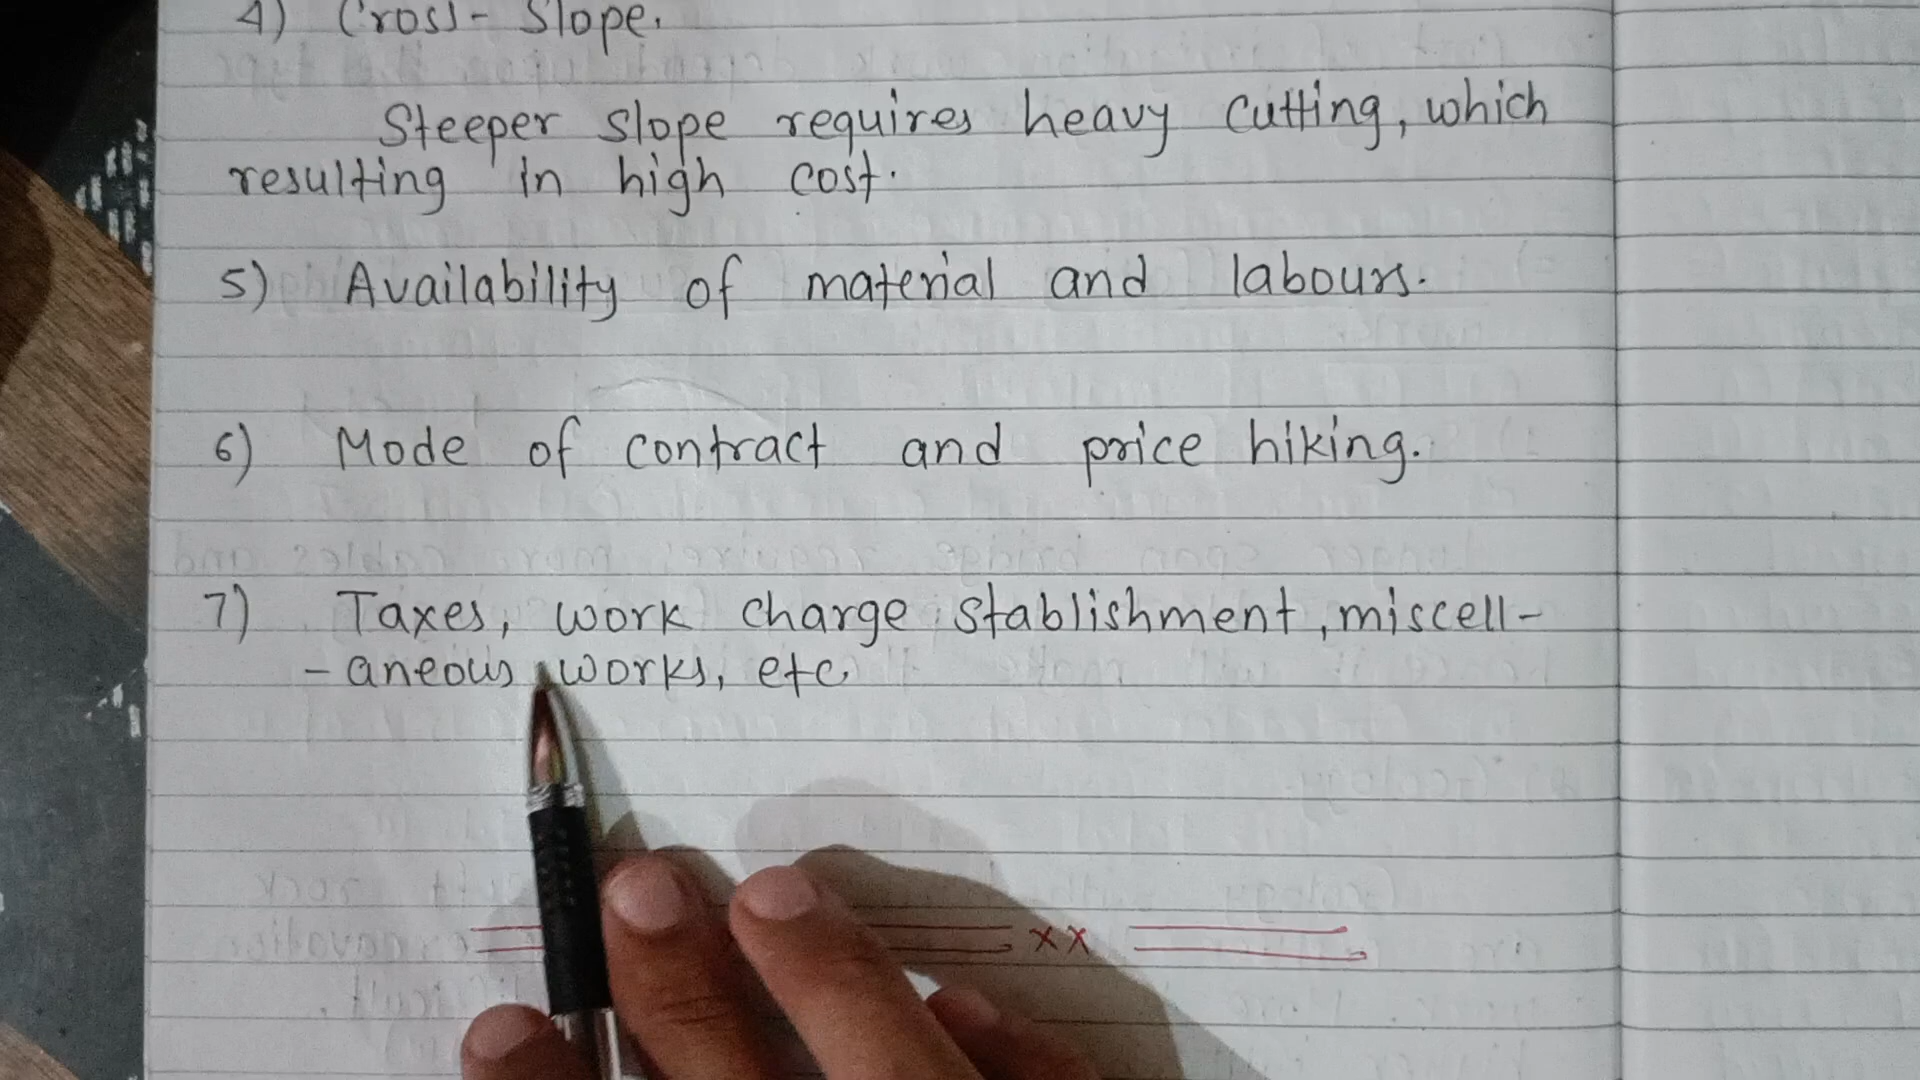 4) Cross-Slope.
Steeper slope requires heavy cutting, which
resulting in high cost.
5) Availability of material and labours.
6) Mode of contract and price hiking.
7) Taxes, work charge stablishment, miscell-
- aneous works, etc.
xx